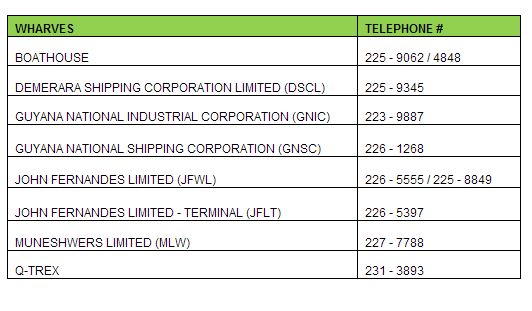 WHARVES TELEPHONE #
BOATHOUSE 225 - 9062 / 4848
DEMERARA SHIPPING CORPORATION LIMITED (DSCL) 225 - 9345
GUYANA NATIONAL INDUSTRIAL CORPORATION (GNIC) 223 - 9887
GUYANA NATIONAL SHIPPING CORPORATION (GNSC) 226 - 1268
JOHN FERNANDES LIMITED (JFWL) 226 - 5555 / 225 - 8849
JOHN FERNANDES LIMITED - TERMINAL (JFLT) 226 - 5397
MUNESHWERS LIMITED (MLW) 227 - 7788
Q-TREX 231 - 3893